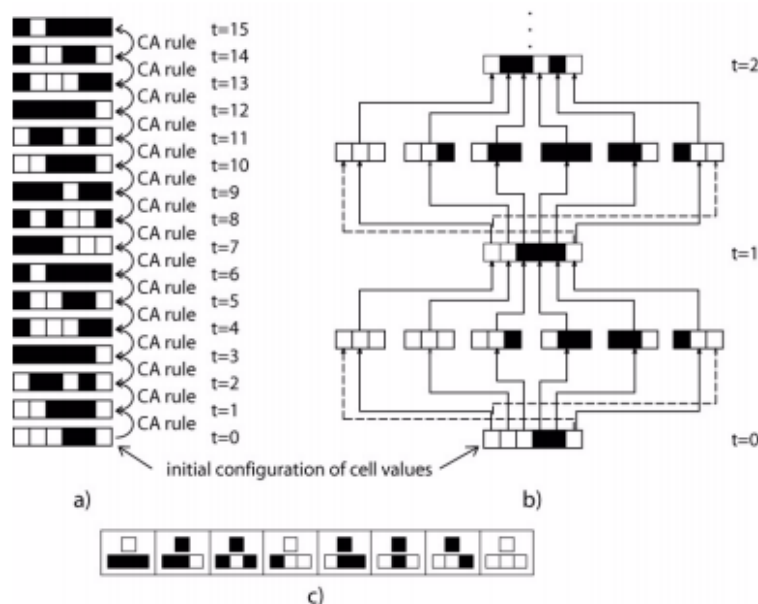 t=15
CA rule
t=14
CA rule
t=13
CA rule
t=12
CA rule
t=11
CA rule
t=10
CA rule
t=9
CA rule
t=8
CA rule
t=7
CA rule
t=6
CA rule
t=5
CA rule
t=4
CA rule
t=3
CA rule
t=2
CA rule
t=1
CA rule
t=0
t=2
t=1
t=0
initial configuration of cell values
a)
b)
c)